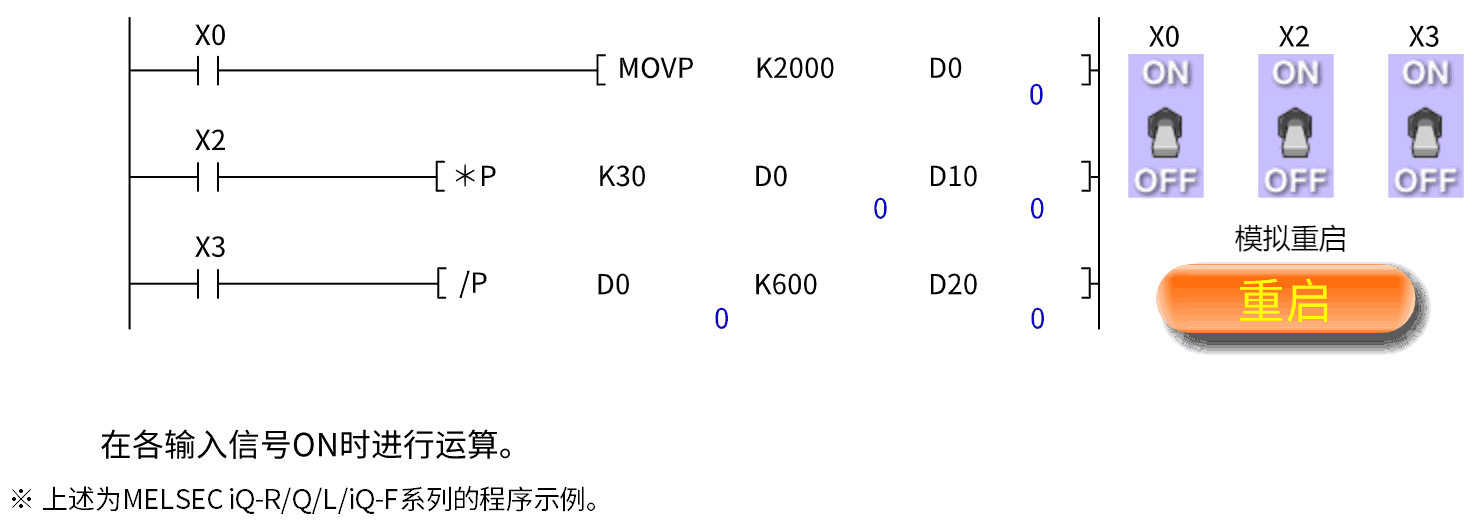 X0 X2 X3
X0
MOVP K2000 D0
0
ON ON ON
OFF OFF OFF
X2
＊P K30 D0 D10
0 0
X3
/P D0 K600 D20
0 0
模拟重启
重启
在各输入信号ON时进行运算。
※ 上述为MELSEC iQ-R/Q/L/iQ-F系列的程序示例。